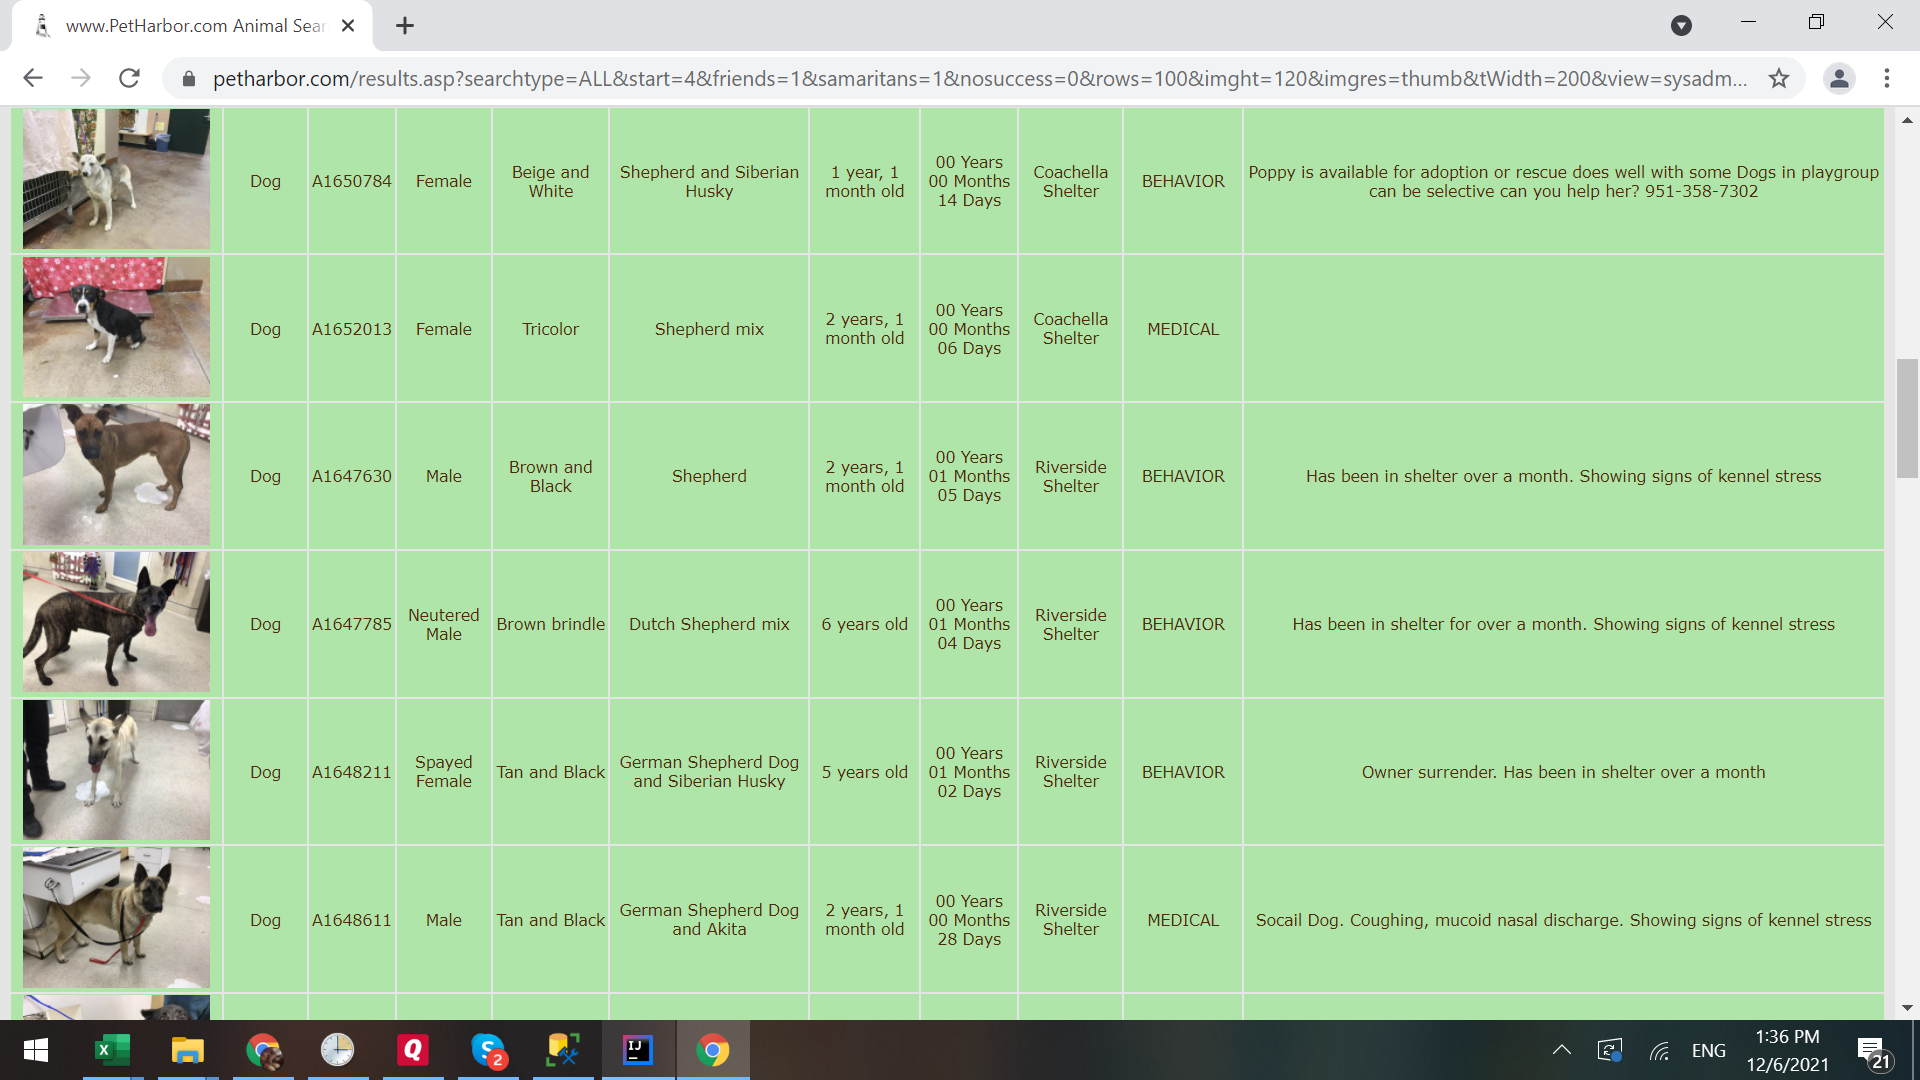 www.PetHarbor.com Animal Sear
petharbor.com/results.asp?searchtype=ALL&start=4&friends=1&samaritans=1&nosuccess=0&rows=100&imght=120&imgres=thumb&tWidth=200&view=sysadm...
Dog
A1650784
Female
Beige and
White
Shepherd and Siberian
Husky
1 year, 1
month old
00 Years
00 Months
14 Days
Coachella
Shelter
BEHAVIOR
Poppy is available for adoption or rescue does well with some Dogs in playgroup
can be selective can you help her? 951-358-7302
Dog
A1652013
Female
Tricolor
Shepherd mix
2 years, 1
month old
00 Years
00 Months
06 Days
Coachella
Shelter
MEDICAL
Dog
A1647630
Male
Brown and
Black
Shepherd
2 years, 1
month old
00 Years
01 Months
05 Days
Riverside
Shelter
BEHAVIOR
Has been in shelter over a month. Showing signs of kennel stress
Dog
A1647785
Neutered
Male
Brown brindle
Dutch Shepherd mix
6 years old
00 Years
01 Months
04 Days
Riverside
Shelter
BEHAVIOR
Has been in shelter for over a month. Showing signs of kennel stress
Dog
A1648211
Spayed
Female
Tan and Black
German Shepherd Dog
and Siberian Husky
5 years old
00 Years
01 Months
02 Days
Riverside
Shelter
BEHAVIOR
Owner surrender. Has been in shelter over a month
Dog
A1648611
Male
Tan and Black
German Shepherd Dog
and Akita
2 years, 1
month old
00 Years
00 Months
28 Days
Riverside
Shelter
MEDICAL
Socail Dog. Coughing, mucoid nasal discharge. Showing signs of kennel stress
X
Q
S
2
IJ
ENG
1:36 PM
12/6/2021
21